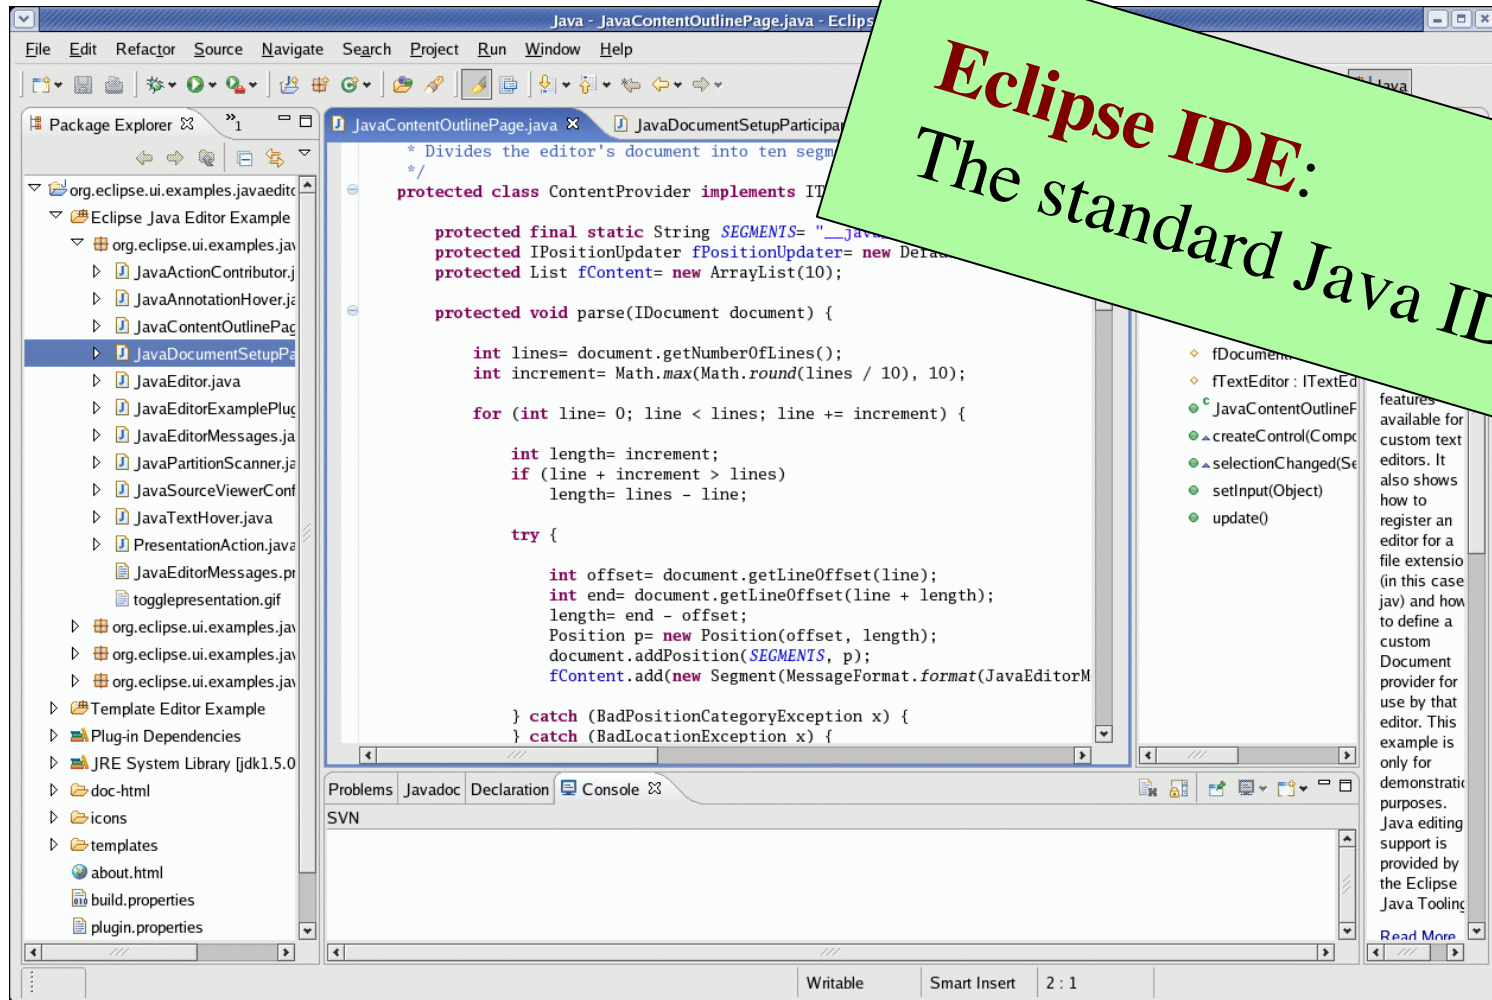 Java - JavaContentOutlinePage.java - Eclips
File Edit Refactor Source Navigate Search Project Run Window Help
Eclipse IDE:
The standard Java ID
Java
Package Explorer
»1
org.eclipse.ui.examples.javaedito
Eclipse Java Editor Example
org.eclipse.ui.examples.jav
JavaActionContributor.j
JavaAnnotationHover.ja
JavaContentOutlinePag
JavaDocumentSetupPa
JavaEditor.java
JavaEditorExamplePlug
JavaEditorMessages.ja
JavaPartitionScanner.ja
JavaSourceViewerConf
JavaTextHover.java
PresentationAction.java
JavaEditorMessages.pr
togglepresentation.gif
org.eclipse.ui.examples.jav
org.eclipse.ui.examples.jav
org.eclipse.ui.examples.jav
Template Editor Example
Plug-in Dependencies
JRE System Library [jdk1.5.0
doc-html
icons
templates
about.html
build.properties
plugin.properties
JavaContentOutlinePage.java JavaDocumentSetupParticipa
* Divides the editor's document into ten segm
*/
protected class ContentProvider implements IT
protected final static String SEGMENTS= "__java
protected IPositionUpdater fPositionUpdater= new Defau
protected List fContent= new ArrayList(10);
protected void parse(IDocument document) {
int lines= document.getNumberOfLines();
int increment= Math.max(Math.round(lines / 10), 10);
for (int line= 0; line < lines; line += increment) {
int length= increment;
if (line + increment > lines)
length= lines - line;
try {
int offset= document.getLineOffset(line);
int end= document.getLineOffset(line + length);
length= end - offset;
Position p= new Position(offset, length);
document.addPosition(SEGMENTS, p);
fContent.add(new Segment(MessageFormat.format(JavaEditorM
} catch (BadPositionCategoryException x) {
} catch (BadLocationException x) {
fTextEditor : ITextEd
JavaContentOutlineP
createControl(Compo
selectionChanged(Se
setInput(Object)
update()
features
available for
custom text
editors. It
also shows
how to
register an
editor for a
file extensio
(in this case
jav) and how
to define a
custom
Document
provider for
use by that
editor. This
example is
only for
demonstratio
purposes.
Java editing
support is
provided by
the Eclipse
Java Tooling
Read More
Problems Javadoc Declaration Console
SVN
Writable Smart Insert 2 : 1